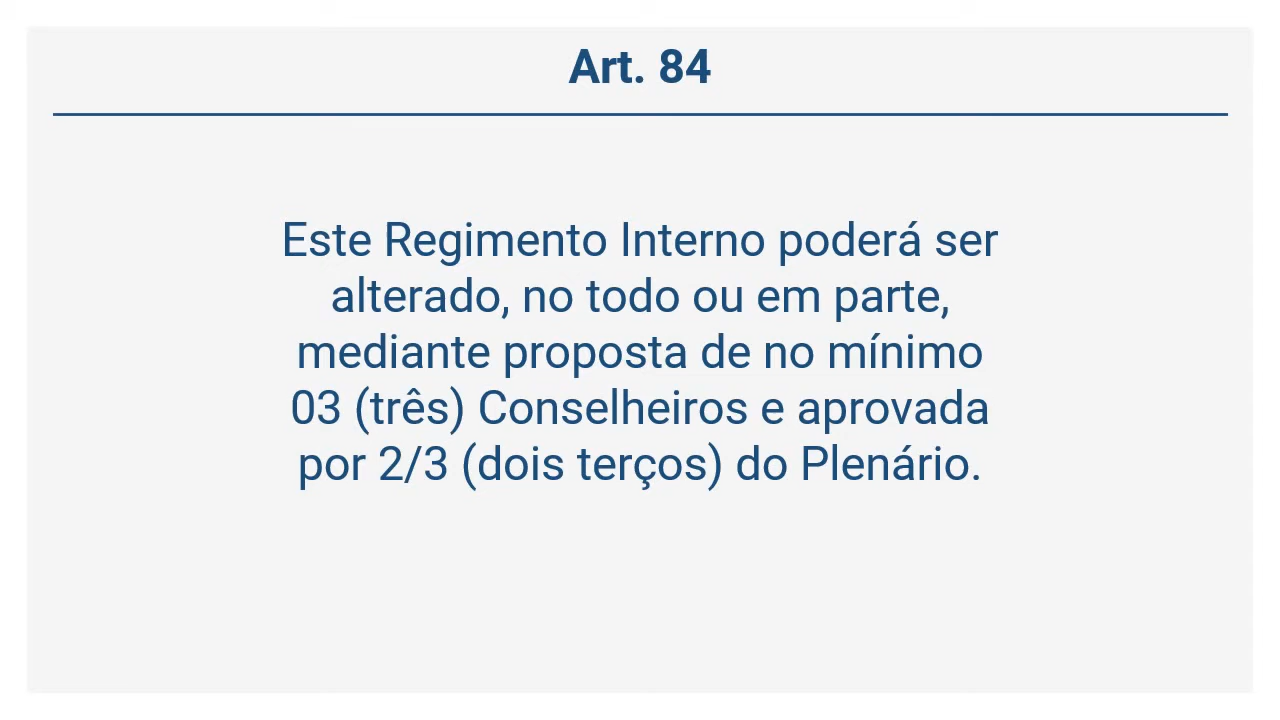 Art. 84
Este Regimento Interno poderá ser
alterado, no todo ou em parte,
mediante proposta de no mínimo
03 (três) Conselheiros e aprovada
por 2/3 (dois terços) do Plenário.